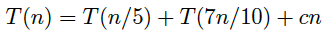 T(n) = T(n/5) + T(7n/10) + cn